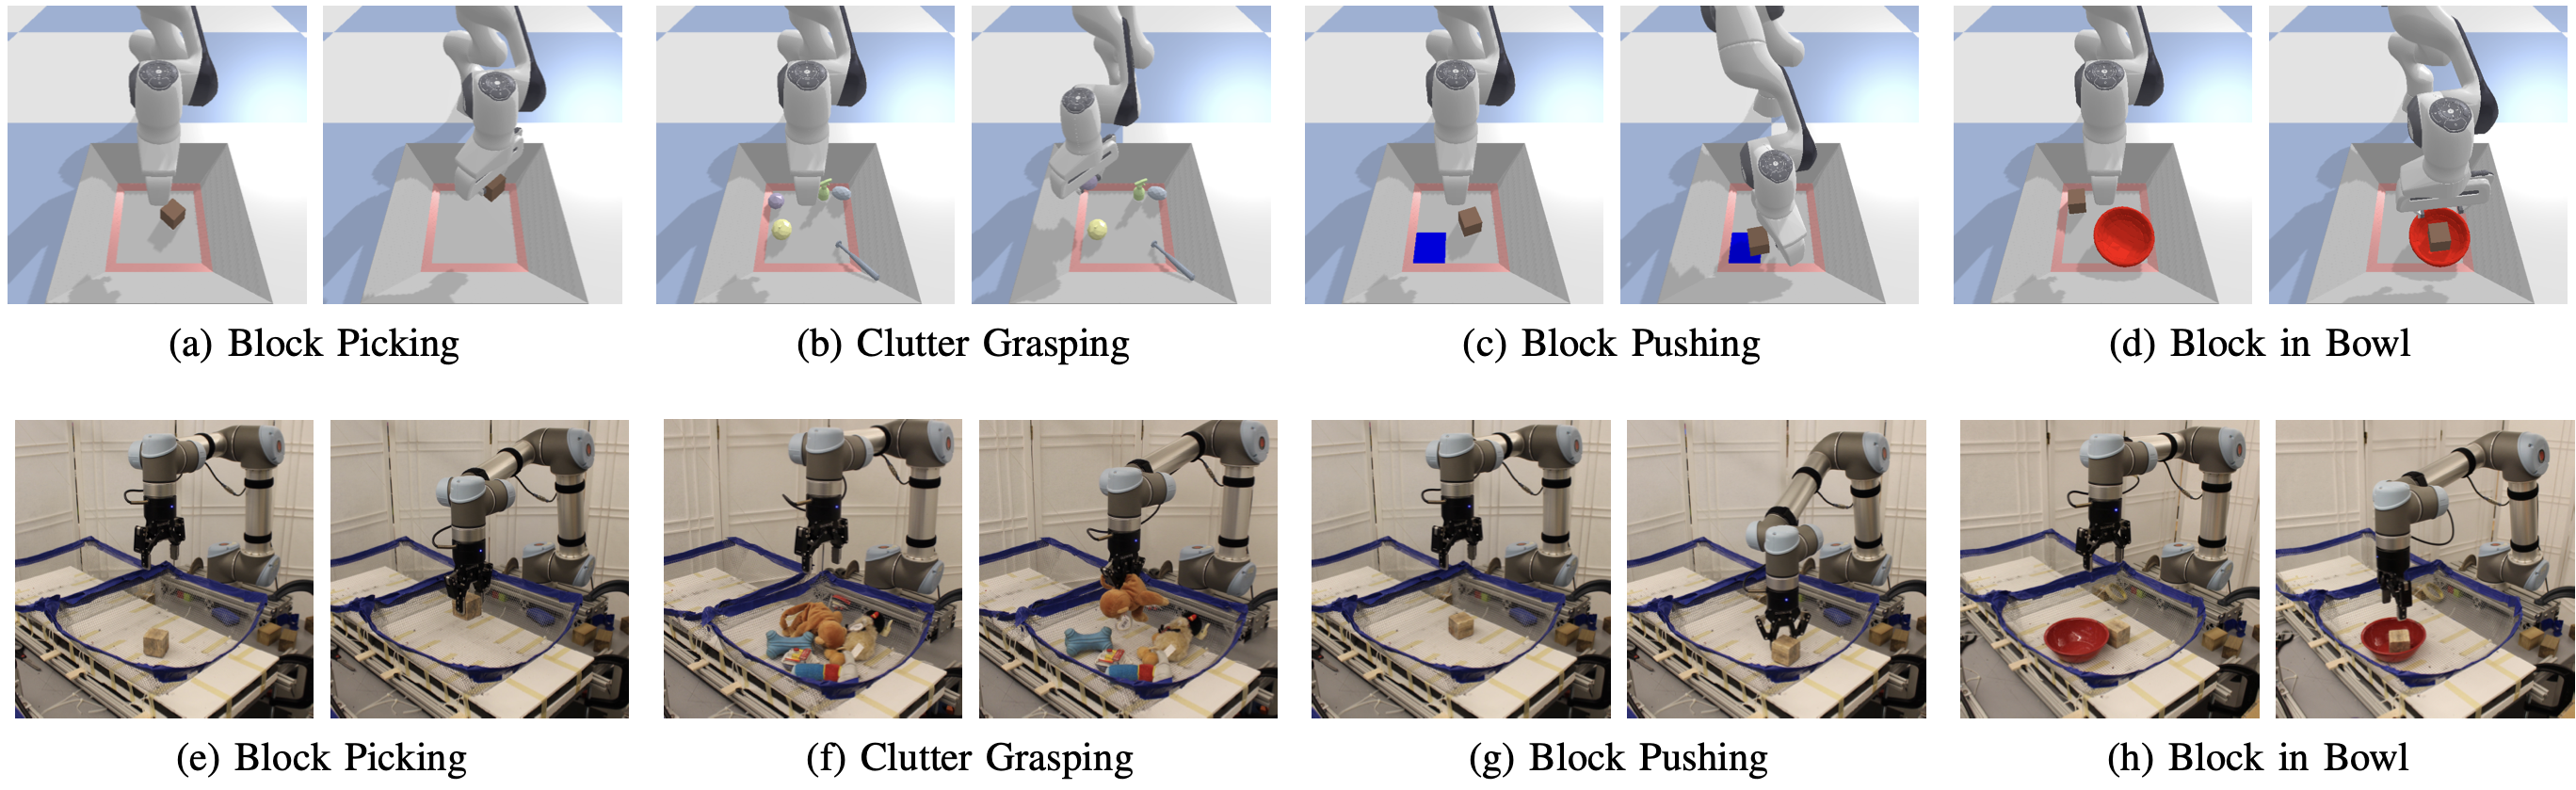 (a) Block Picking
(b) Clutter Grasping
(c) Block Pushing
(d) Block in Bowl
(e) Block Picking
(f) Clutter Grasping
(g) Block Pushing
(h) Block in Bowl